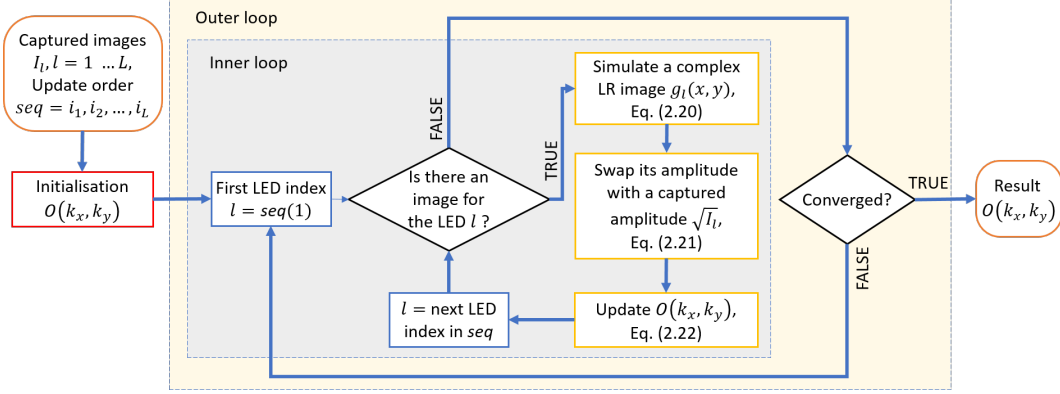 Outer loop
Captured images
I_l, l = 1 ... L,
Update order
seq = i_1, i_2, ..., i_L
Inner loop
Initialisation
O(k_x, k_y)
First LED index
l = seq(1)
FALSE
Is there an
image for
the LED l ?
TRUE
Simulate a complex
LR image g_l(x, y),
Eq. (2.20)
Swap its amplitude
with a captured
amplitude √I_l,
Eq. (2.21)
Update O(k_x, k_y),
Eq. (2.22)
l = next LED
index in seq
Converged?
TRUE
FALSE
Result
O(k_x, k_y)